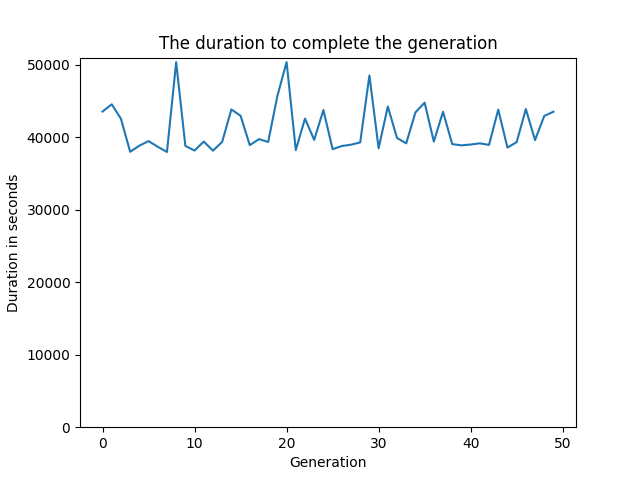 The duration to complete the generation
Duration in seconds
50000
40000
30000
20000
10000
0
0 10 20 30 40 50
Generation